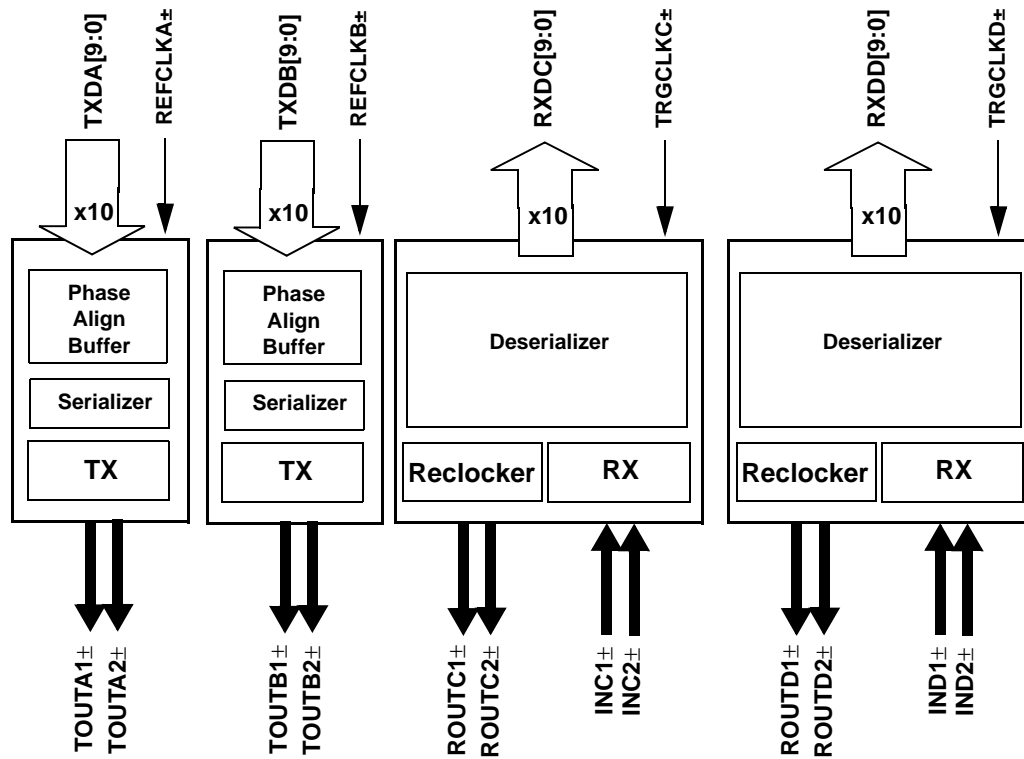 TXDA[9:0]
REFCLKA±
TXDB[9:0]
REFCLKB±
RXDC[9:0]
TRGCLKC±
RXDD[9:0]
TRGCLKD±
x10
x10
x10
x10
Phase
Align
Buffer
Serializer
TX
Phase
Align
Buffer
Serializer
TX
Deserializer
Reclocker
RX
Deserializer
Reclocker
RX
TOUTA1±
TOUTA2±
TOUTB1±
TOUTB2±
ROUTC1±
ROUTC2±
INC1±
INC2±
ROUTD1±
ROUTD2±
IND1±
IND2±